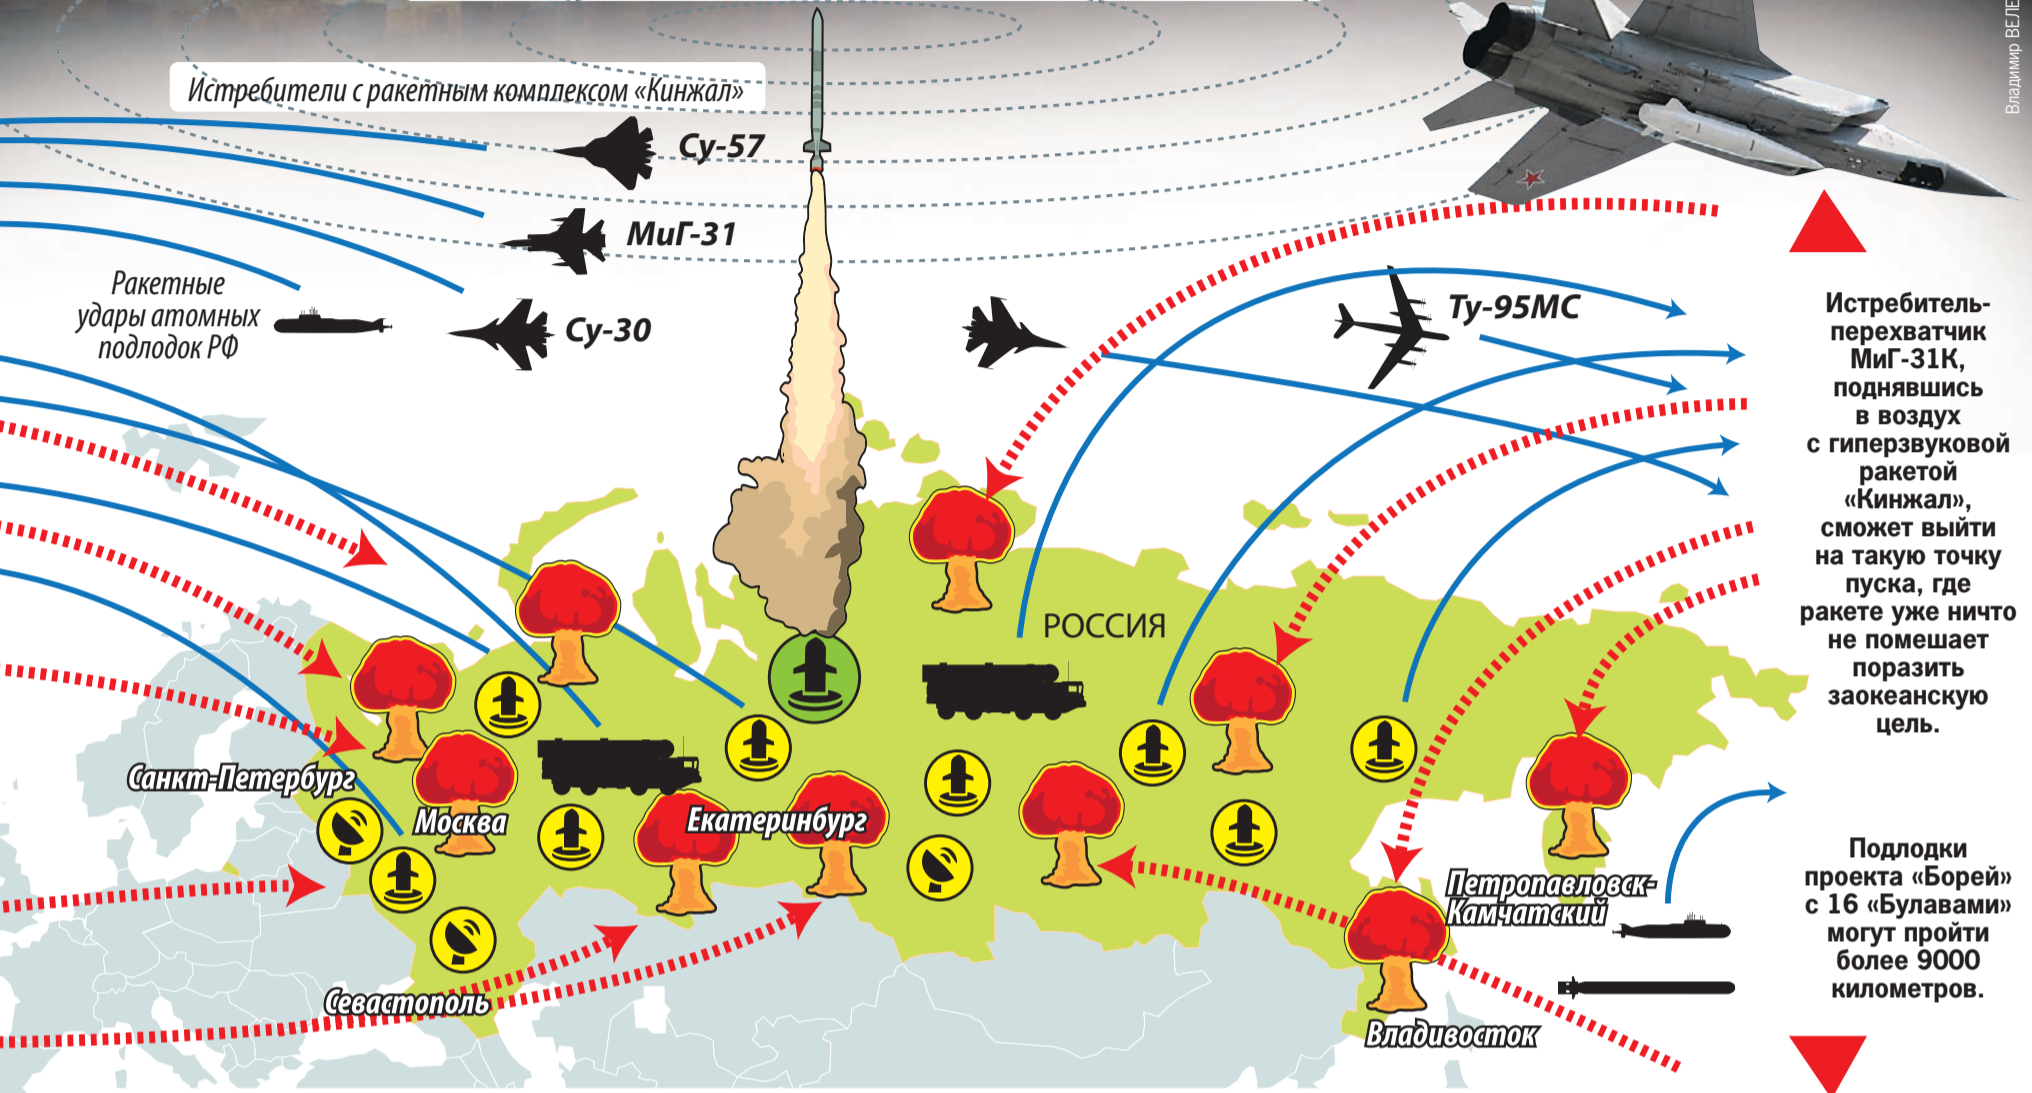 Владимир ВЕЛЕ
Истребители с ракетным комплексом «Кинжал»
Су-57
МиГ-31
Ракетные
удары атомных
подлодок РФ
Су-30
Ту-95МС
Истребитель-
перехватчик
МиГ-31К,
поднявшись
в воздух
с гиперзвуковой
ракетой
«Кинжал»,
сможет выйти
на такую точку
пуска, где
ракете уже ничто
не помешает
поразить
заокеанскую
цель.
РОССИЯ
Санкт-Петербург
Москва
Екатеринбург
Петропавловск-
Камчатский
Севастополь
Владивосток
Подлодки
проекта «Борей»
с 16 «Булавами»
могут пройти
более 9000
километров.